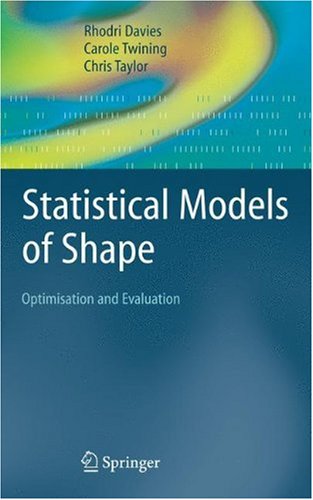 Rhodri Davies
Carole Twining
Chris Taylor
Statistical Models
of Shape
Optimisation and Evaluation
Springer